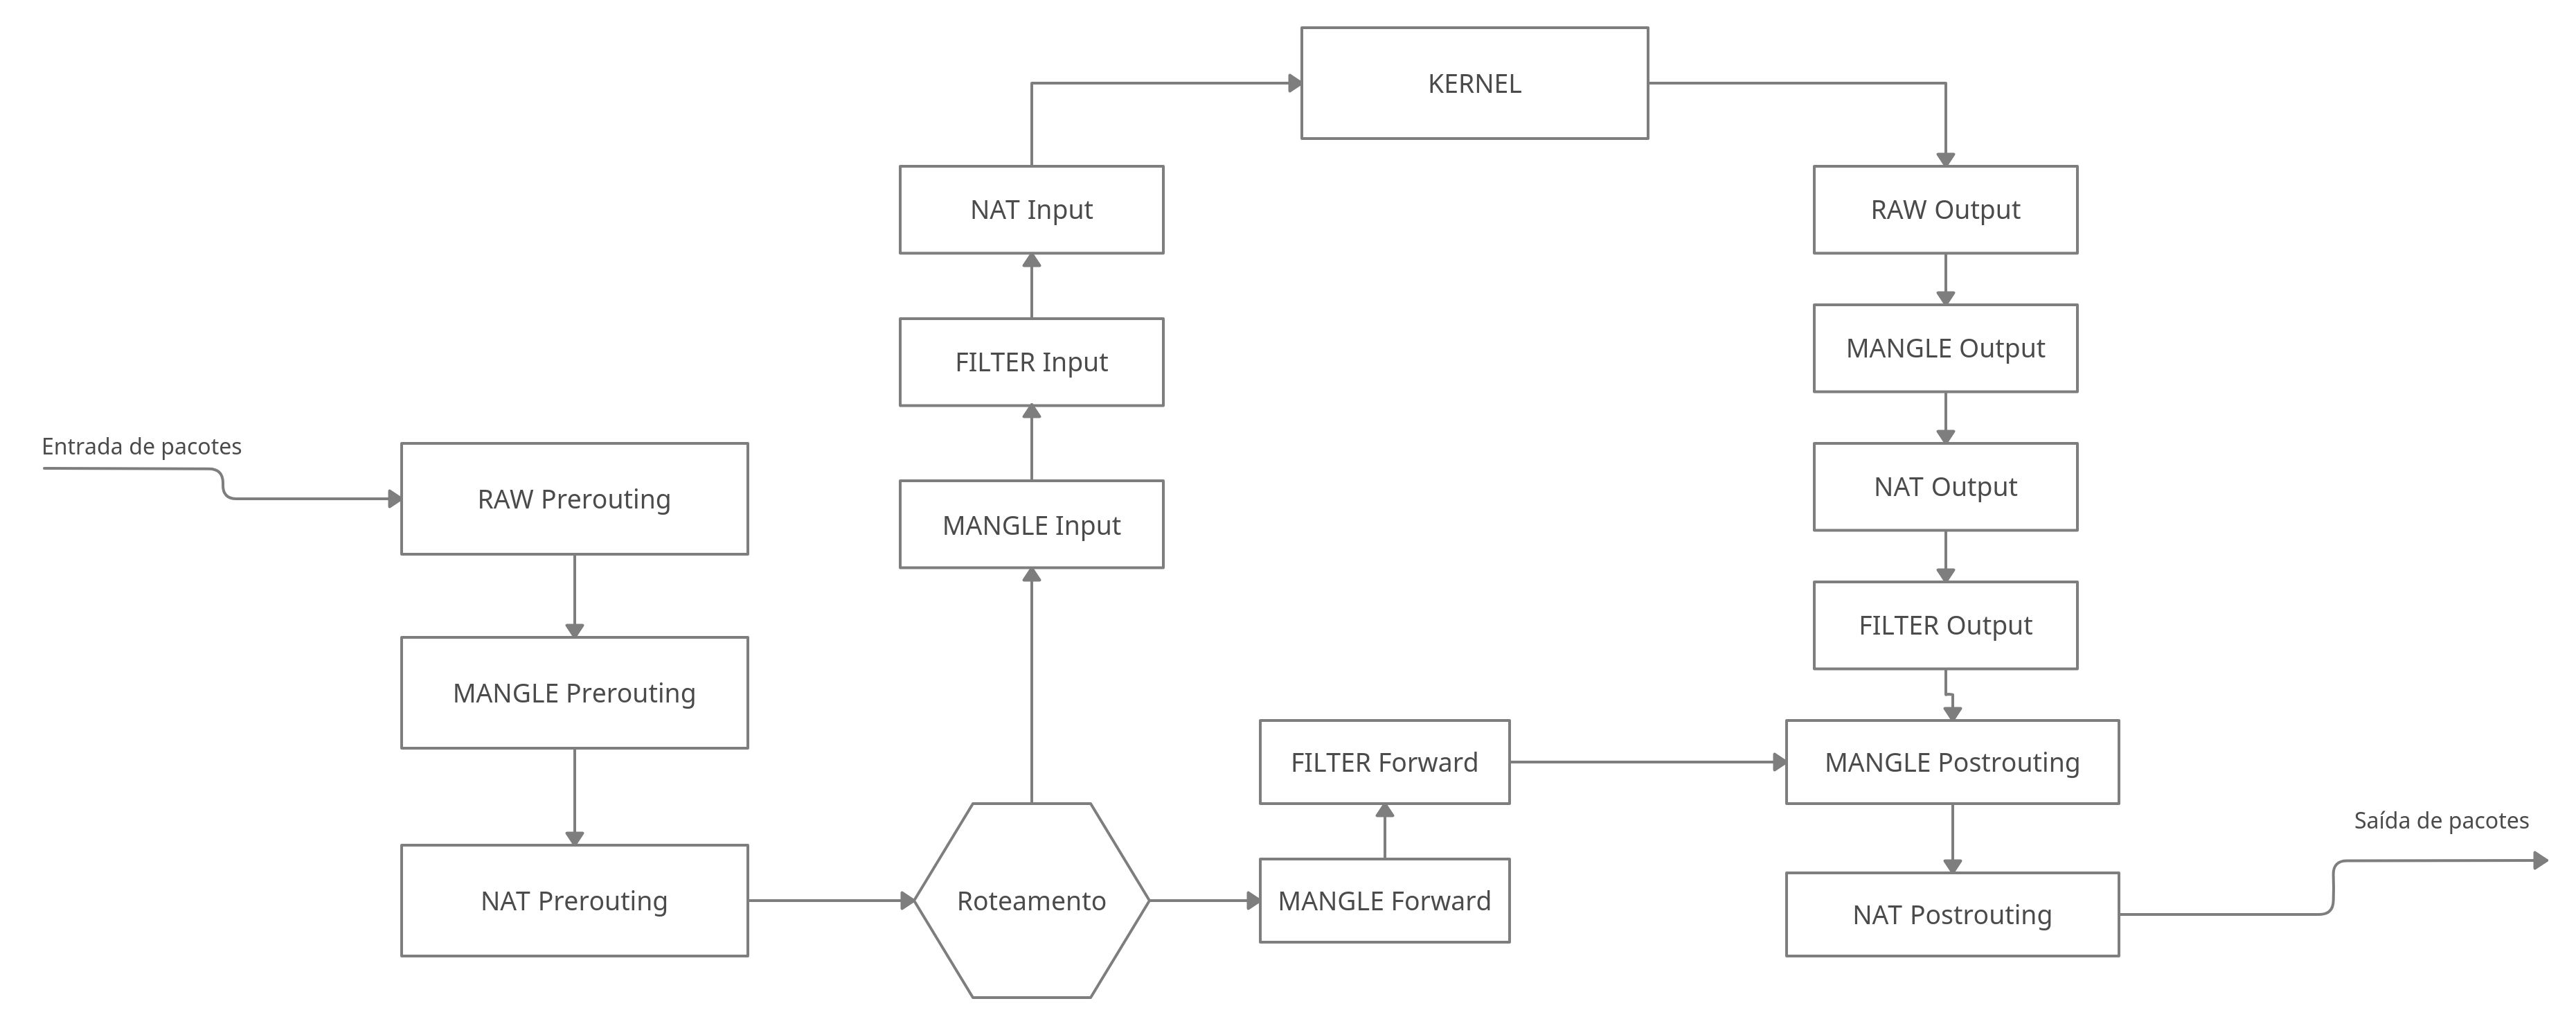 KERNEL
NAT Input
RAW Output
FILTER Input
MANGLE Output
Entrada de pacotes
RAW Prerouting
MANGLE Input
NAT Output
FILTER Output
MANGLE Prerouting
FILTER Forward
MANGLE Postrouting
Saída de pacotes
NAT Prerouting
Roteamento
MANGLE Forward
NAT Postrouting